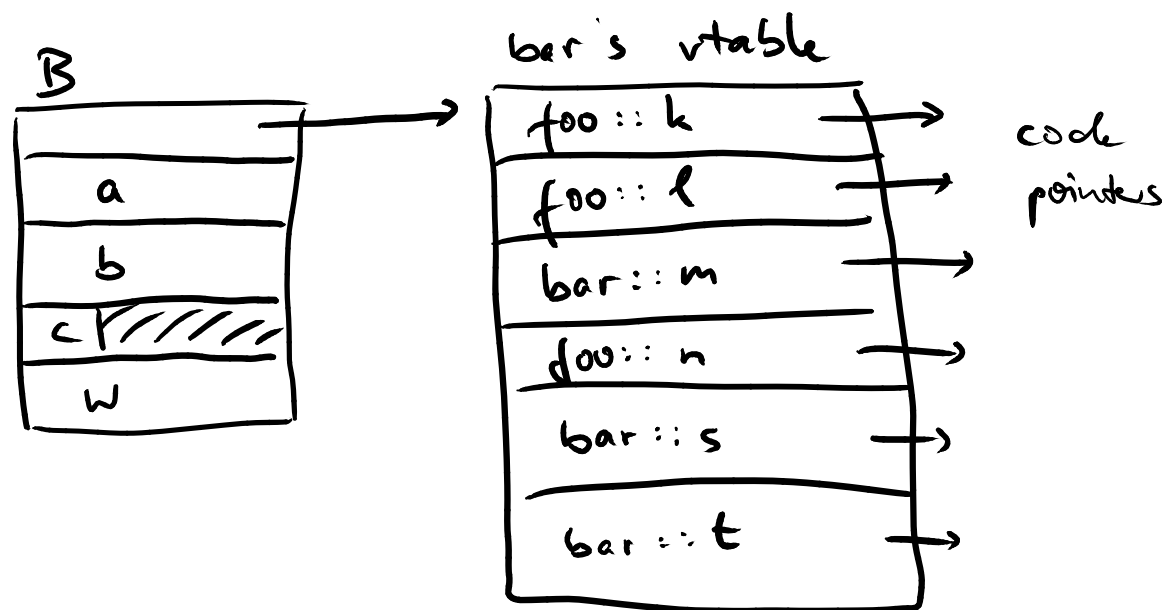 B
a
b
c
w
bar's vtable
foo :: k
foo :: l
bar :: m
foo :: n
bar :: s
bar :: t
code
pointers